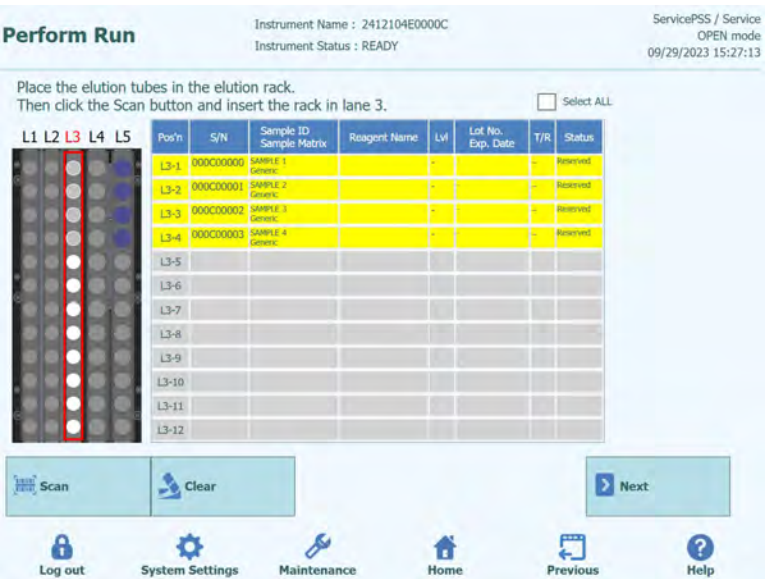 Perform Run
Instrument Name : 2412104E0000C
Instrument Status : READY
ServicePSS / Service
OPEN mode
09/29/2023 15:27:13
Place the elution tubes in the elution rack.
Then click the Scan button and insert the rack in lane 3.
Select ALL
L1 L2 L3 L4 L5
Pos'n S/N Sample ID Sample Matrix Reagent Name Lvl Lot No. Exp. Date T/R Status
L3-1 000C00000 SAMPLE 1 Generic - - -- Reserved
L3-2 000C00001 SAMPLE 2 Generic - - -- Reserved
L3-3 000C00002 SAMPLE 3 Generic - - -- Reserved
L3-4 000C00003 SAMPLE 4 Generic - - -- Reserved
L3-5
L3-6
L3-7
L3-8
L3-9
L3-10
L3-11
L3-12
Scan
Clear
Next
Log out
System Settings
Maintenance
Home
Previous
Help